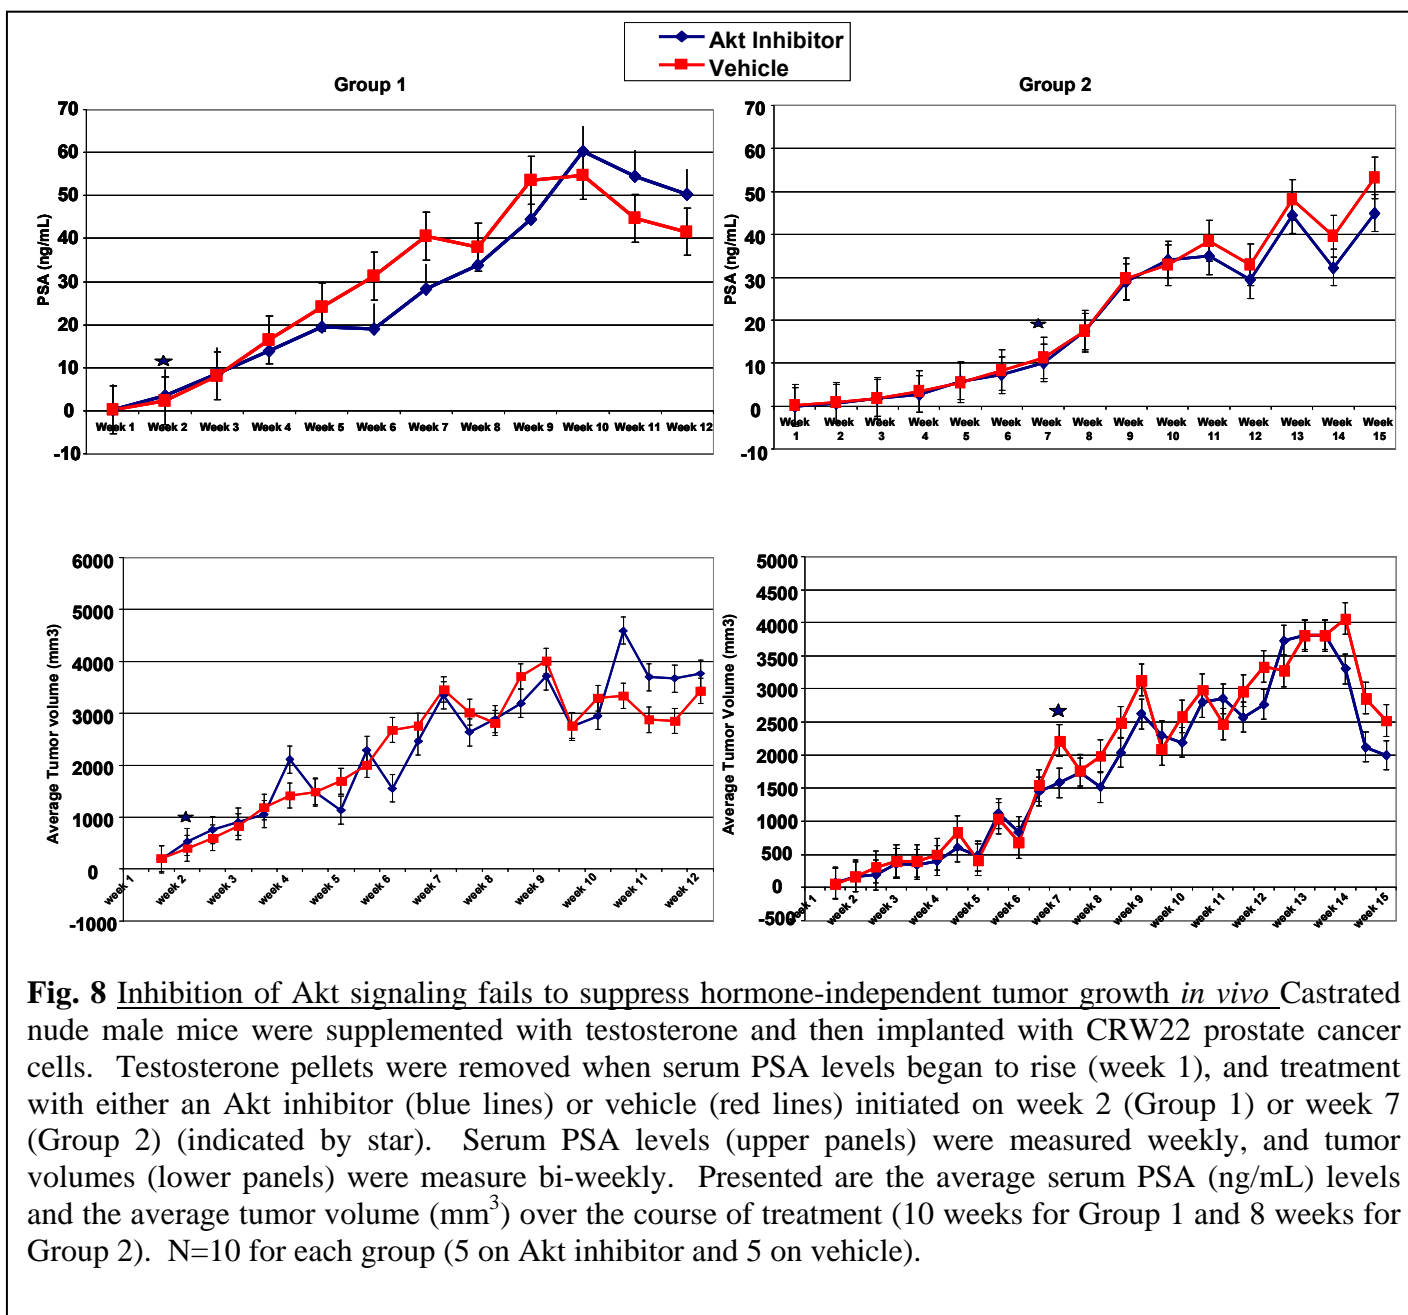 Akt Inhibitor
Vehicle
Group 1
Group 2
70
60
50
40
30
20
10
0
-10
PSA (ng/mL)
Week 1 Week 2 Week 3 Week 4 Week 5 Week 6 Week 7 Week 8 Week 9 Week 10 Week 11 Week 12
70
60
50
40
30
20
10
0
-10
PSA (ng/mL)
Week Week Week Week Week Week Week Week Week Week Week Week Week Week Week
1 2 3 4 5 6 7 8 9 10 11 12 13 14 15
6000
5000
4000
3000
2000
1000
0
-1000
Average Tumor volume (mm3)
week 1 week 2 week 3 week 4 week 5 week 6 week 7 week 8 week 9 week 10 week 11 week 12
5000
4500
4000
3500
3000
2500
2000
1500
1000
500
0
-500
Average Tumor Volume (mm3)
week 1 week 2 week 3 week 4 week 5 week 6 week 7 week 8 week 9 week 10 week 11 week 12 week 13 week 14 week 15
Fig. 8 Inhibition of Akt signaling fails to suppress hormone-independent tumor growth in vivo Castrated
nude male mice were supplemented with testosterone and then implanted with CRW22 prostate cancer
cells. Testosterone pellets were removed when serum PSA levels began to rise (week 1), and treatment
with either an Akt inhibitor (blue lines) or vehicle (red lines) initiated on week 2 (Group 1) or week 7
(Group 2) (indicated by star). Serum PSA levels (upper panels) were measured weekly, and tumor
volumes (lower panels) were measure bi-weekly. Presented are the average serum PSA (ng/mL) levels
and the average tumor volume (mm³) over the course of treatment (10 weeks for Group 1 and 8 weeks for
Group 2). N=10 for each group (5 on Akt inhibitor and 5 on vehicle).